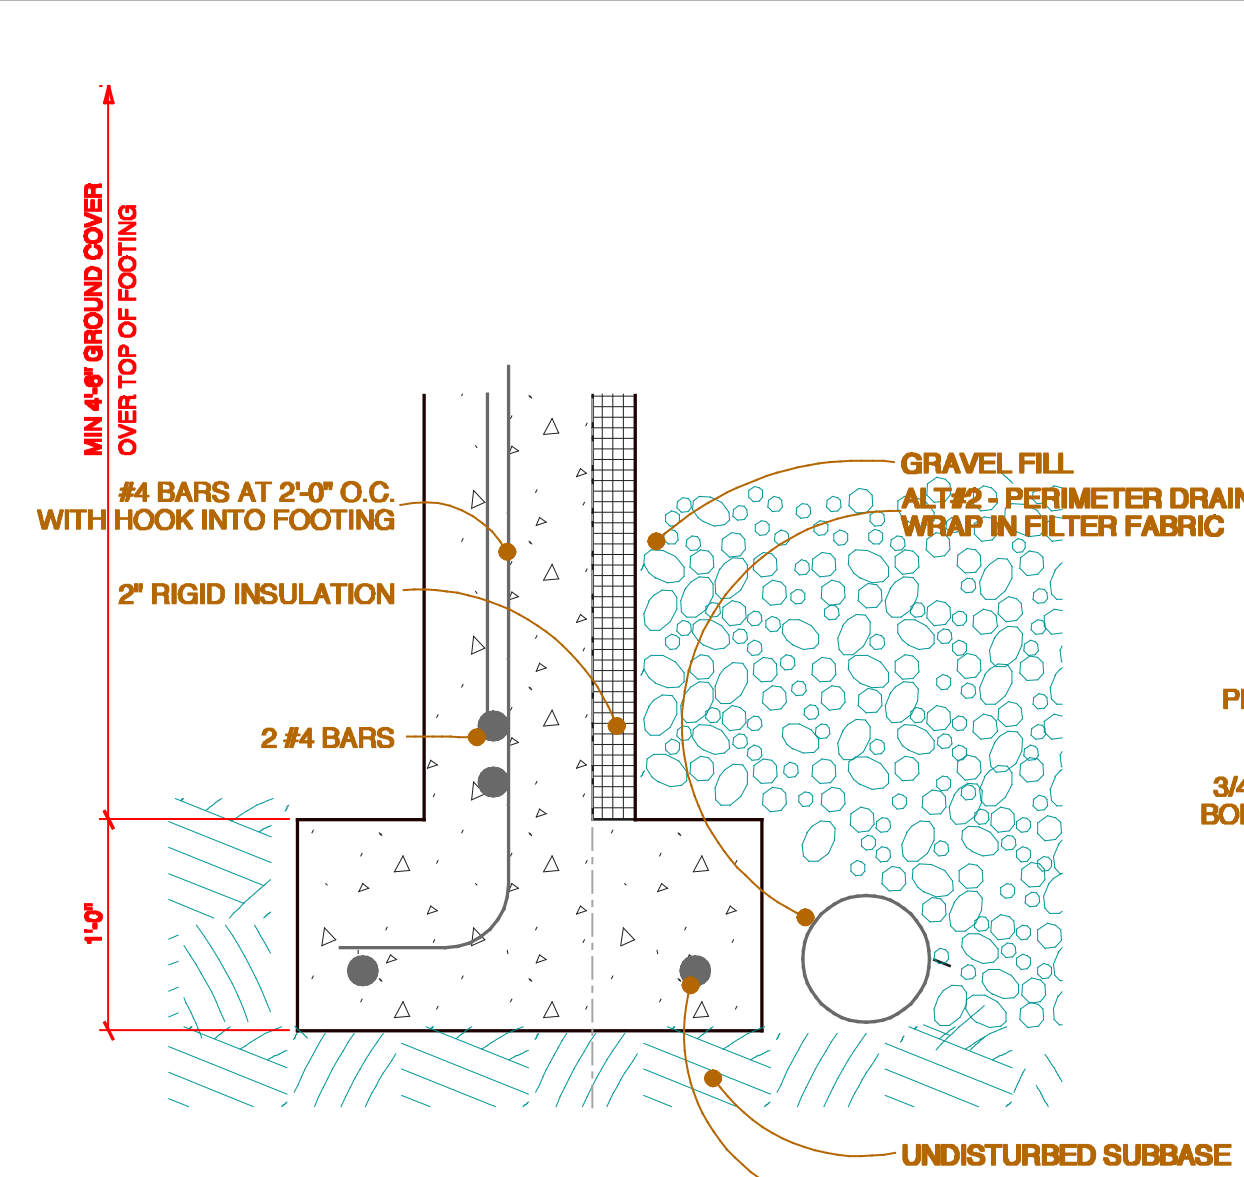 MIN 4'-6" GROUND COVER
OVER TOP OF FOOTING
#4 BARS AT 2'-0" O.C.
WITH HOOK INTO FOOTING
2" RIGID INSULATION
2 #4 BARS
1'-0"
GRAVEL FILL
ALT#2 - PERIMETER DRAIN
WRAP IN FILTER FABRIC
3/4
UNDISTURBED SUBBASE